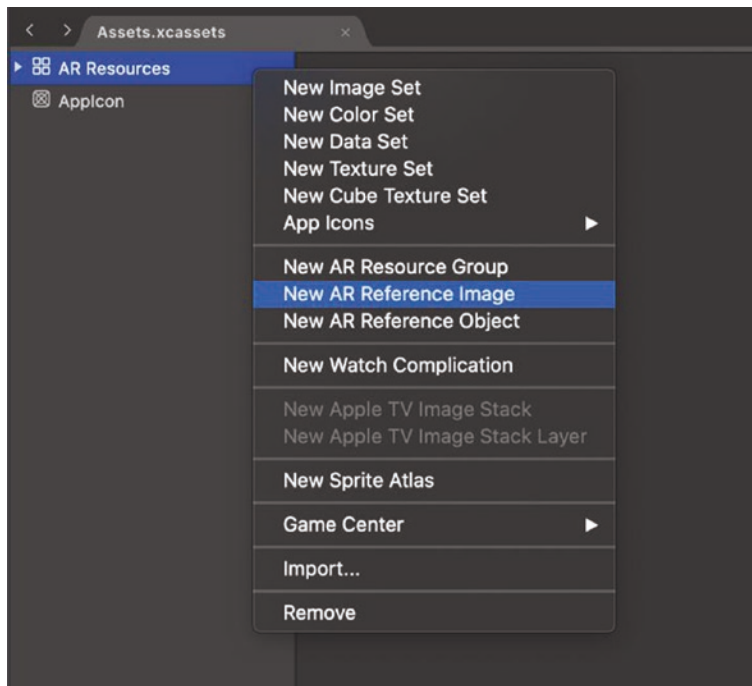 Assets.xcassets
AR Resources
AppIcon
New Image Set
New Color Set
New Data Set
New Texture Set
New Cube Texture Set
App Icons
New AR Resource Group
New AR Reference Image
New AR Reference Object
New Watch Complication
New Apple TV Image Stack
New Apple TV Image Stack Layer
New Sprite Atlas
Game Center
Import...
Remove